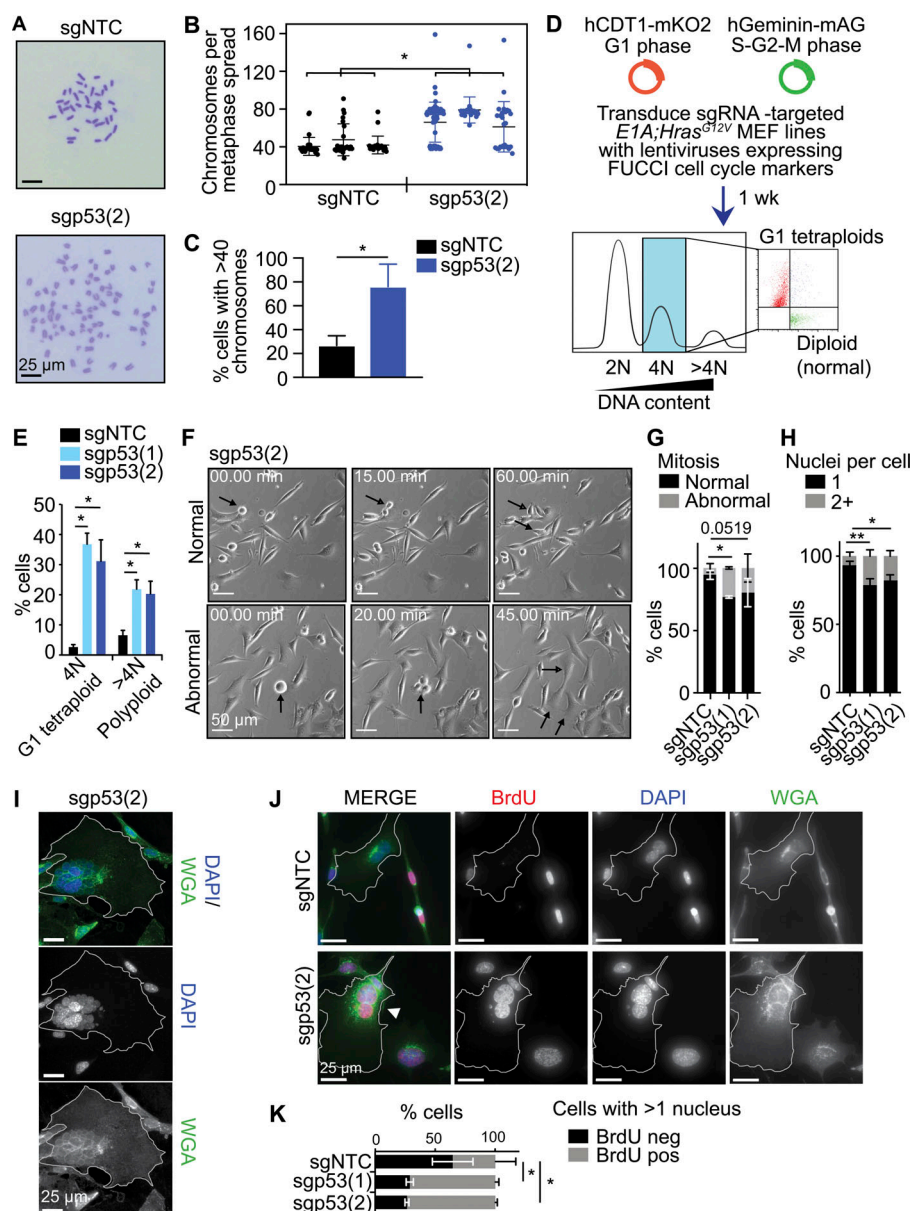 A
sgNTC
sgp53(2)
25 µm
B
Chromosomes per
metaphase spread
160
120
80
40
0
*
sgNTC
sgp53(2)
C
% cells with >40
chromosomes
100
80
60
40
20
0
*
sgNTC
sgp53(2)
D
hCDT1-mKO2
G1 phase
hGeminin-mAG
S-G2-M phase
Transduce sgRNA -targeted
E1A;HrasG12V MEF lines
with lentiviruses expressing
FUCCI cell cycle markers
1 wk
G1 tetraploids
Diploid
(normal)
2N
4N
>4N
DNA content
E
sgNTC
sgp53(1)
sgp53(2)
% cells
50
40
30
20
10
0
*
*
*
*
4N
G1 tetraploid
>4N
Polyploid
F
sgp53(2)
Normal
00.00 min
15.00 min
60.00 min
Abnormal
00:00 min
20.00 min
45.00 min
50 µm
G
Mitosis
Normal
Abnormal
0.0519
*
% cells
100
50
0
sgNTC
sgp53(1)
sgp53(2)
H
Nuclei per cell
1
2+
*
**
% cells
100
50
0
sgNTC
sgp53(1)
sgp53(2)
I
sgp53(2)
DAPI/
WGA
DAPI
WGA
25 µm
J
MERGE
BrdU
DAPI
WGA
sgNTC
sgp53(2)
25 µm
K
% cells
0
50
100
sgNTC
sgp53(1)
sgp53(2)
*
*
Cells with >1 nucleus
BrdU neg
BrdU pos